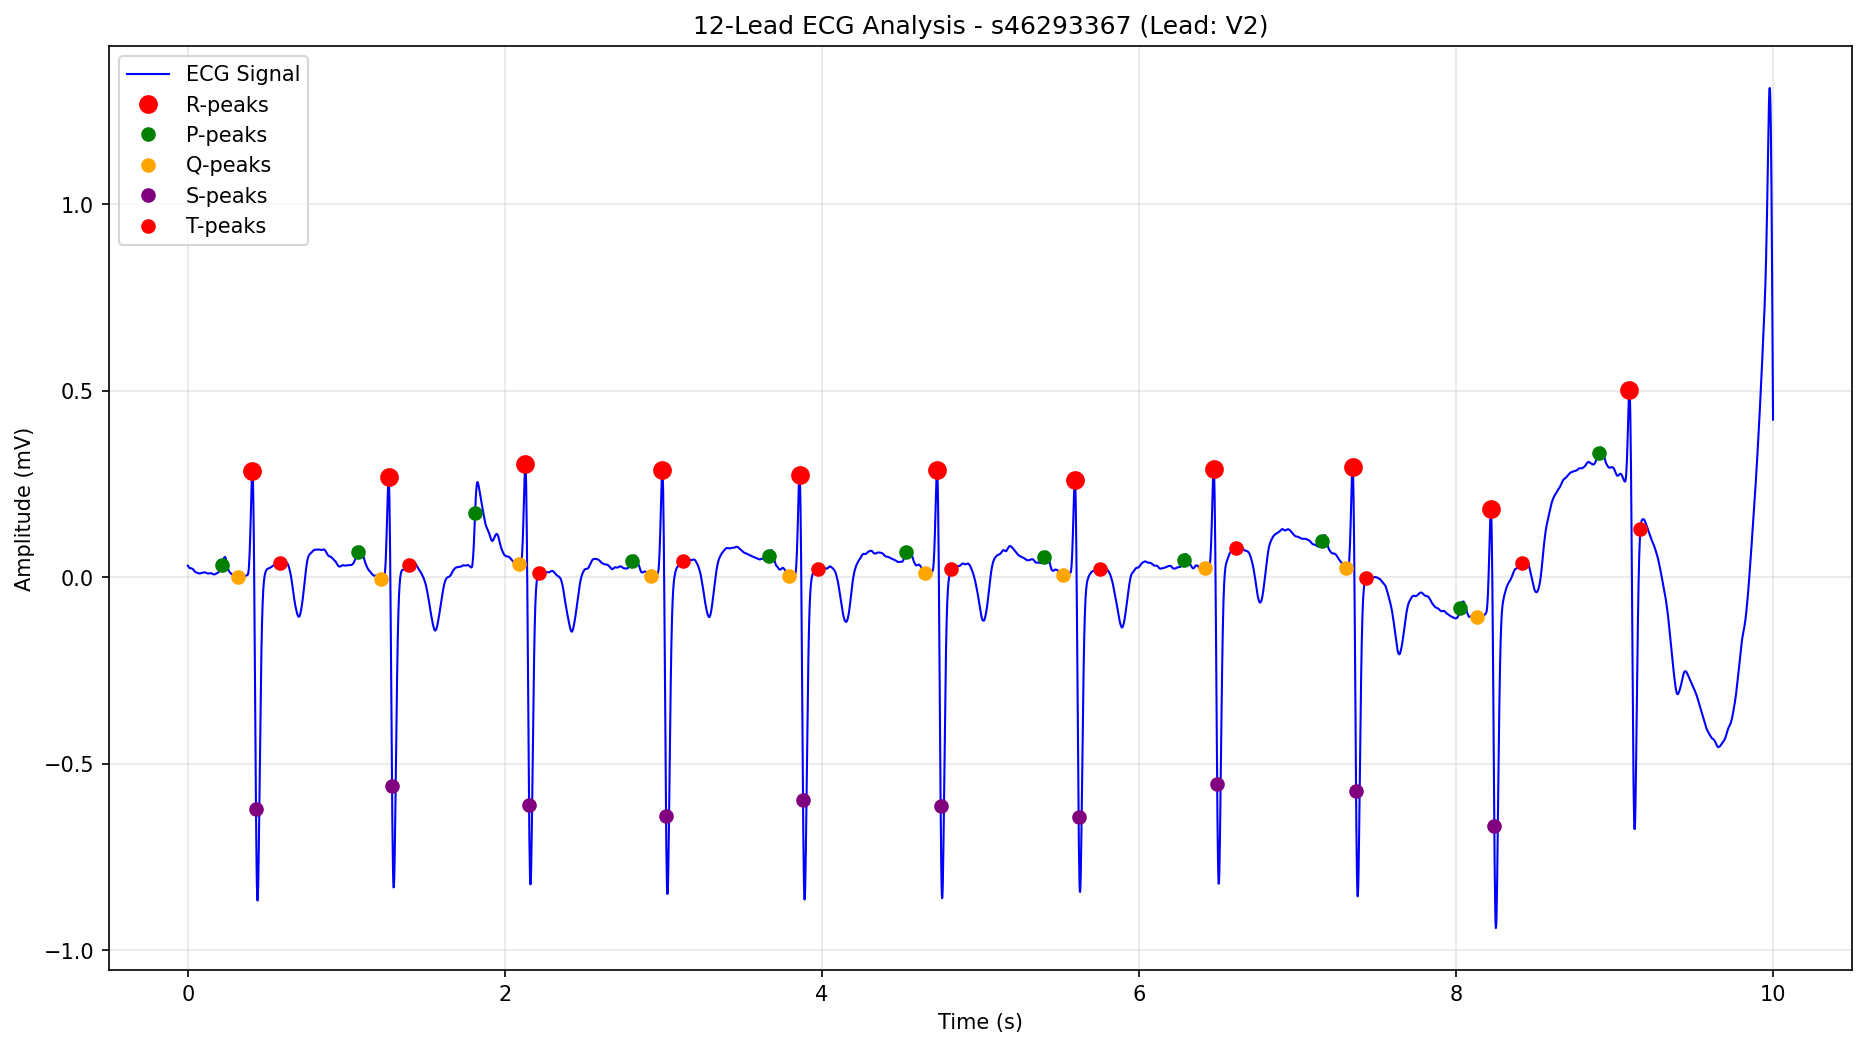 12-Lead ECG Analysis - s46293367 (Lead: V2)
ECG Signal
R-peaks
P-peaks
Q-peaks
S-peaks
T-peaks
Amplitude (mV)
1.0
0.5
0.0
−0.5
−1.0
0 2 4 6 8 10
Time (s)